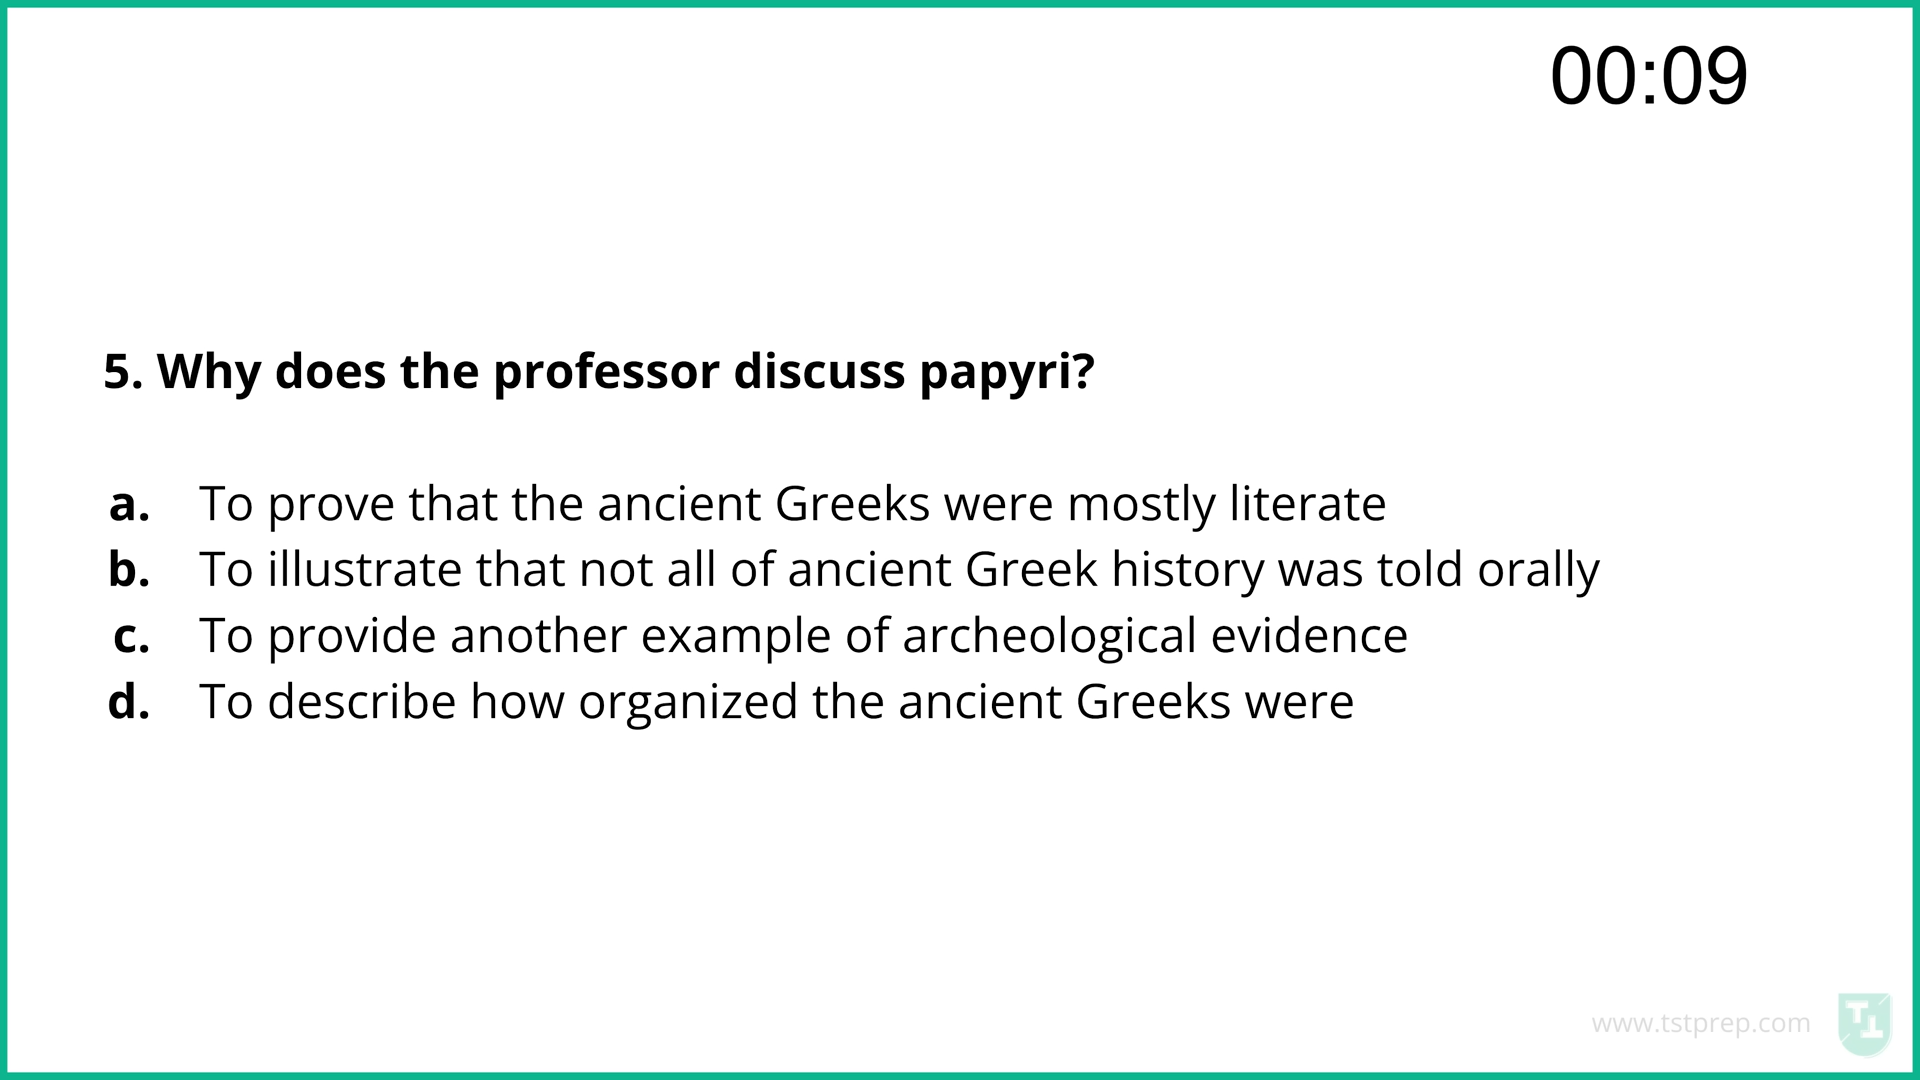 00:09
5. Why does the professor discuss papyri?
a. To prove that the ancient Greeks were mostly literate
b. To illustrate that not all of ancient Greek history was told orally
c. To provide another example of archeological evidence
d. To describe how organized the ancient Greeks were
www.tstprep.com